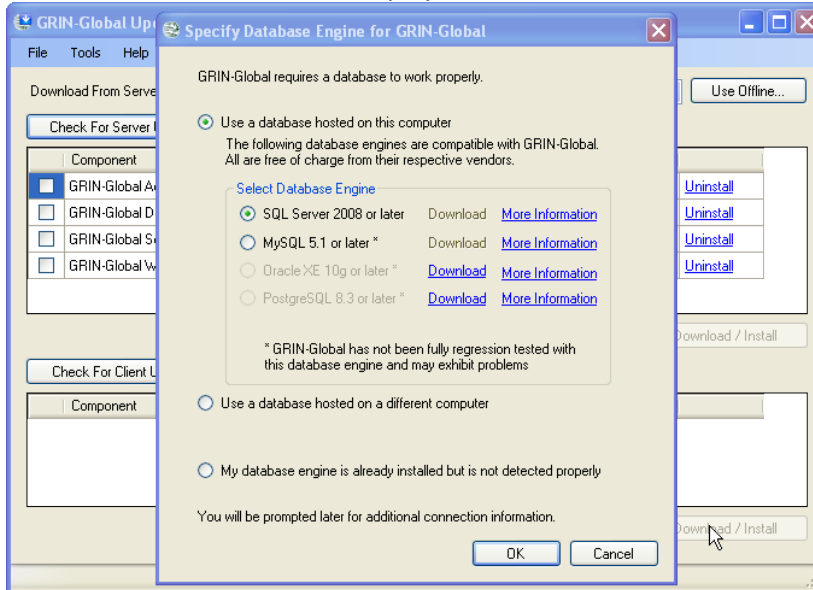 GRIN-Global Up
Specify Database Engine for GRIN-Global
File Tools Help
GRIN-Global requires a database to work properly.
Download From Serve
Use Offline...
Check For Server
Use a database hosted on this computer
The following database engines are compatible with GRIN-Global.
All are free of charge from their respective vendors.
Component
GRIN-Global A
GRIN-Global D
GRIN-Global S
GRIN-Global W
Uninstall
Uninstall
Uninstall
Uninstall
Select Database Engine
SQL Server 2008 or later Download More Information
MySQL 5.1 or later * Download More Information
Oracle XE 10g or later * Download More Information
PostgreSQL 8.3 or later * Download More Information
* GRIN-Global has not been fully regression tested with
this database engine and may exhibit problems
Download / Install
Check For Client U
Use a database hosted on a different computer
Component
My database engine is already installed but is not detected properly
You will be prompted later for additional connection information.
Download / Install
OK Cancel